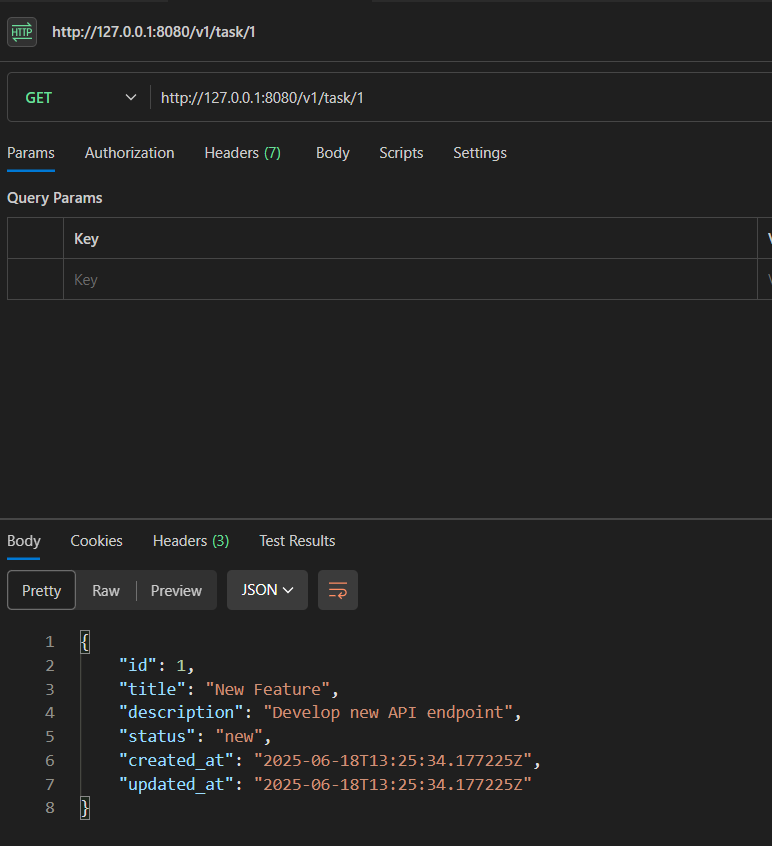 HTTP http://127.0.0.1:8080/v1/task/1
GET http://127.0.0.1:8080/v1/task/1
Params Authorization Headers (7) Body Scripts Settings
Query Params
Key
Key
Body Cookies Headers (3) Test Results
Pretty Raw Preview JSON
1 {
2 "id": 1,
3 "title": "New Feature",
4 "description": "Develop new API endpoint",
5 "status": "new",
6 "created_at": "2025-06-18T13:25:34.177225Z",
7 "updated_at": "2025-06-18T13:25:34.177225Z"
8 }